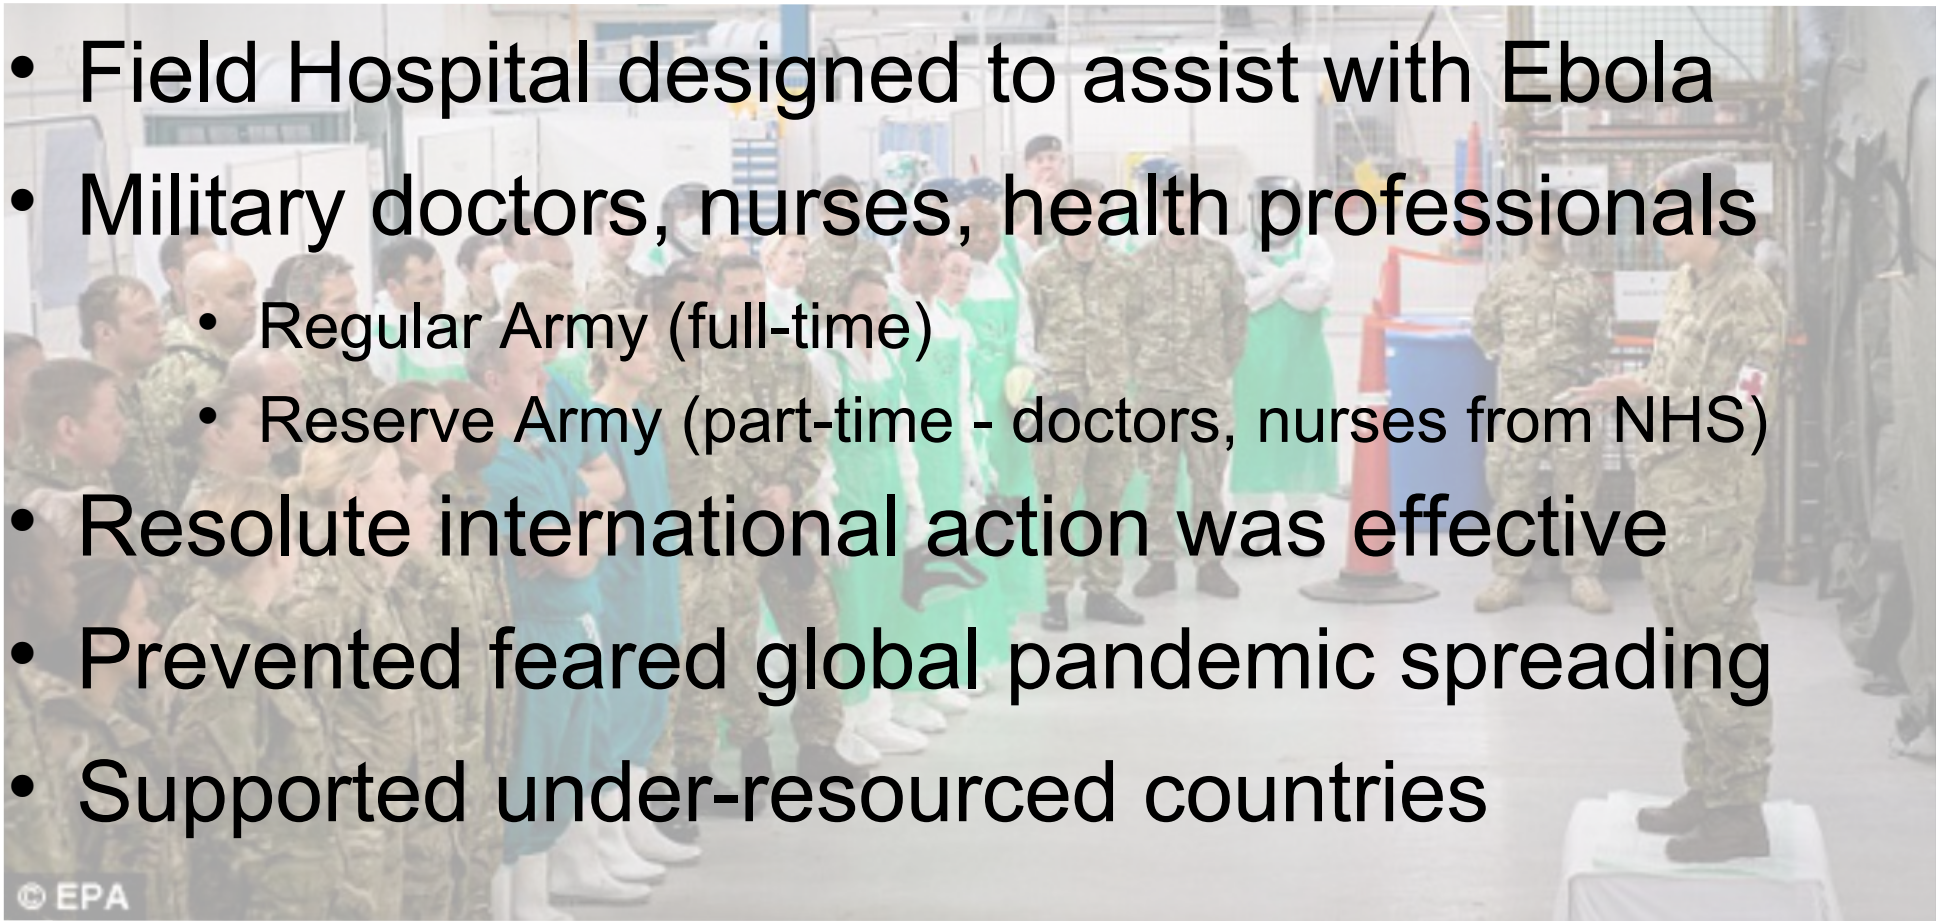 • Field Hospital designed to assist with Ebola
• Military doctors, nurses, health professionals
• Regular Army (full-time)
• Reserve Army (part-time - doctors, nurses from NHS)
• Resolute international action was effective
• Prevented feared global pandemic spreading
• Supported under-resourced countries
© EPA